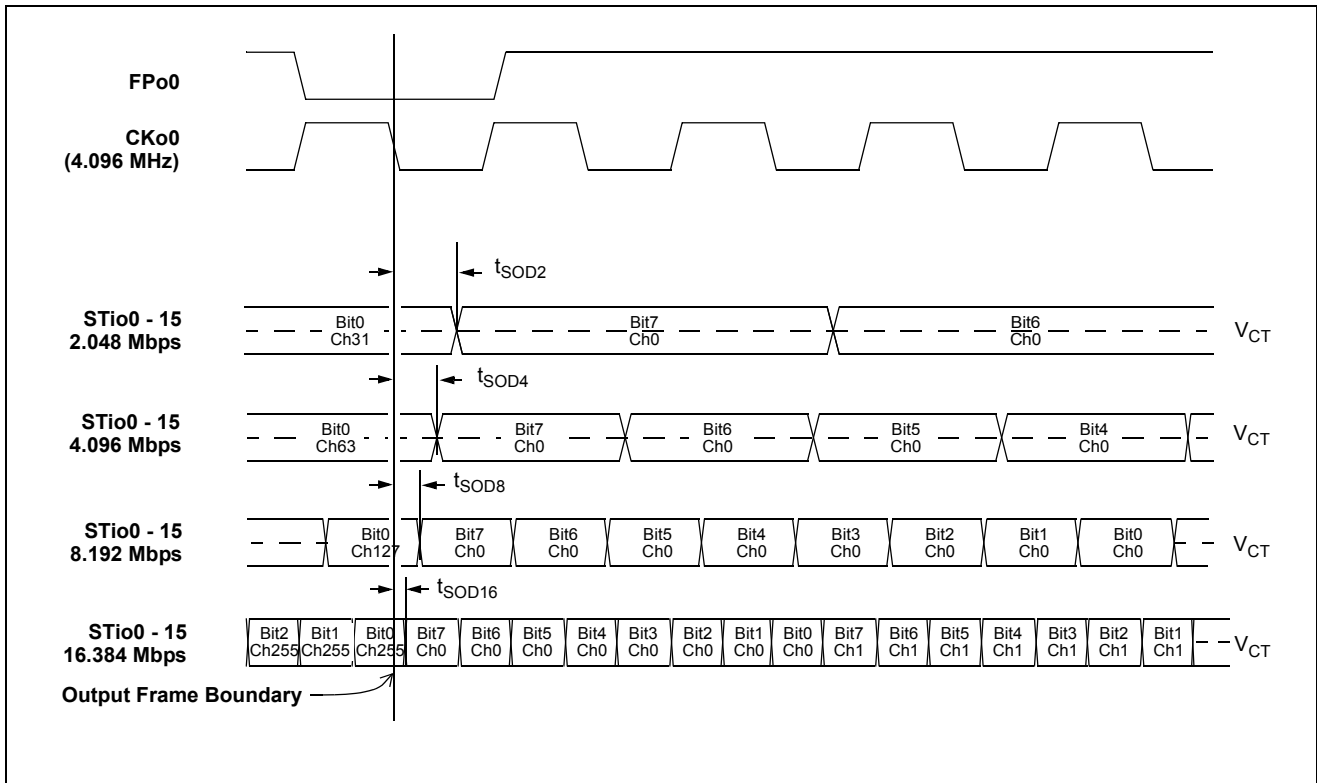 FPo0
CKo0
(4.096 MHz)
tSOD2
STio0 - 15
2.048 Mbps
Bit0
Ch31
Bit7
Ch0
Bit6
Ch0
VCT
tSOD4
STio0 - 15
4.096 Mbps
Bit0
Ch63
Bit7
Ch0
Bit6
Ch0
Bit5
Ch0
Bit4
Ch0
VCT
tSOD8
STio0 - 15
8.192 Mbps
Bit0
Ch127
Bit7
Ch0
Bit6
Ch0
Bit5
Ch0
Bit4
Ch0
Bit3
Ch0
Bit2
Ch0
Bit1
Ch0
Bit0
Ch0
VCT
tSOD16
STio0 - 15
16.384 Mbps
Bit2
Ch255
Bit1
Ch255
Bit0
Ch255
Bit7
Ch0
Bit6
Ch0
Bit5
Ch0
Bit4
Ch0
Bit3
Ch0
Bit2
Ch0
Bit1
Ch0
Bit0
Ch0
Bit7
Ch1
Bit6
Ch1
Bit5
Ch1
Bit4
Ch1
Bit3
Ch1
Bit2
Ch1
Bit1
Ch1
VCT
Output Frame Boundary